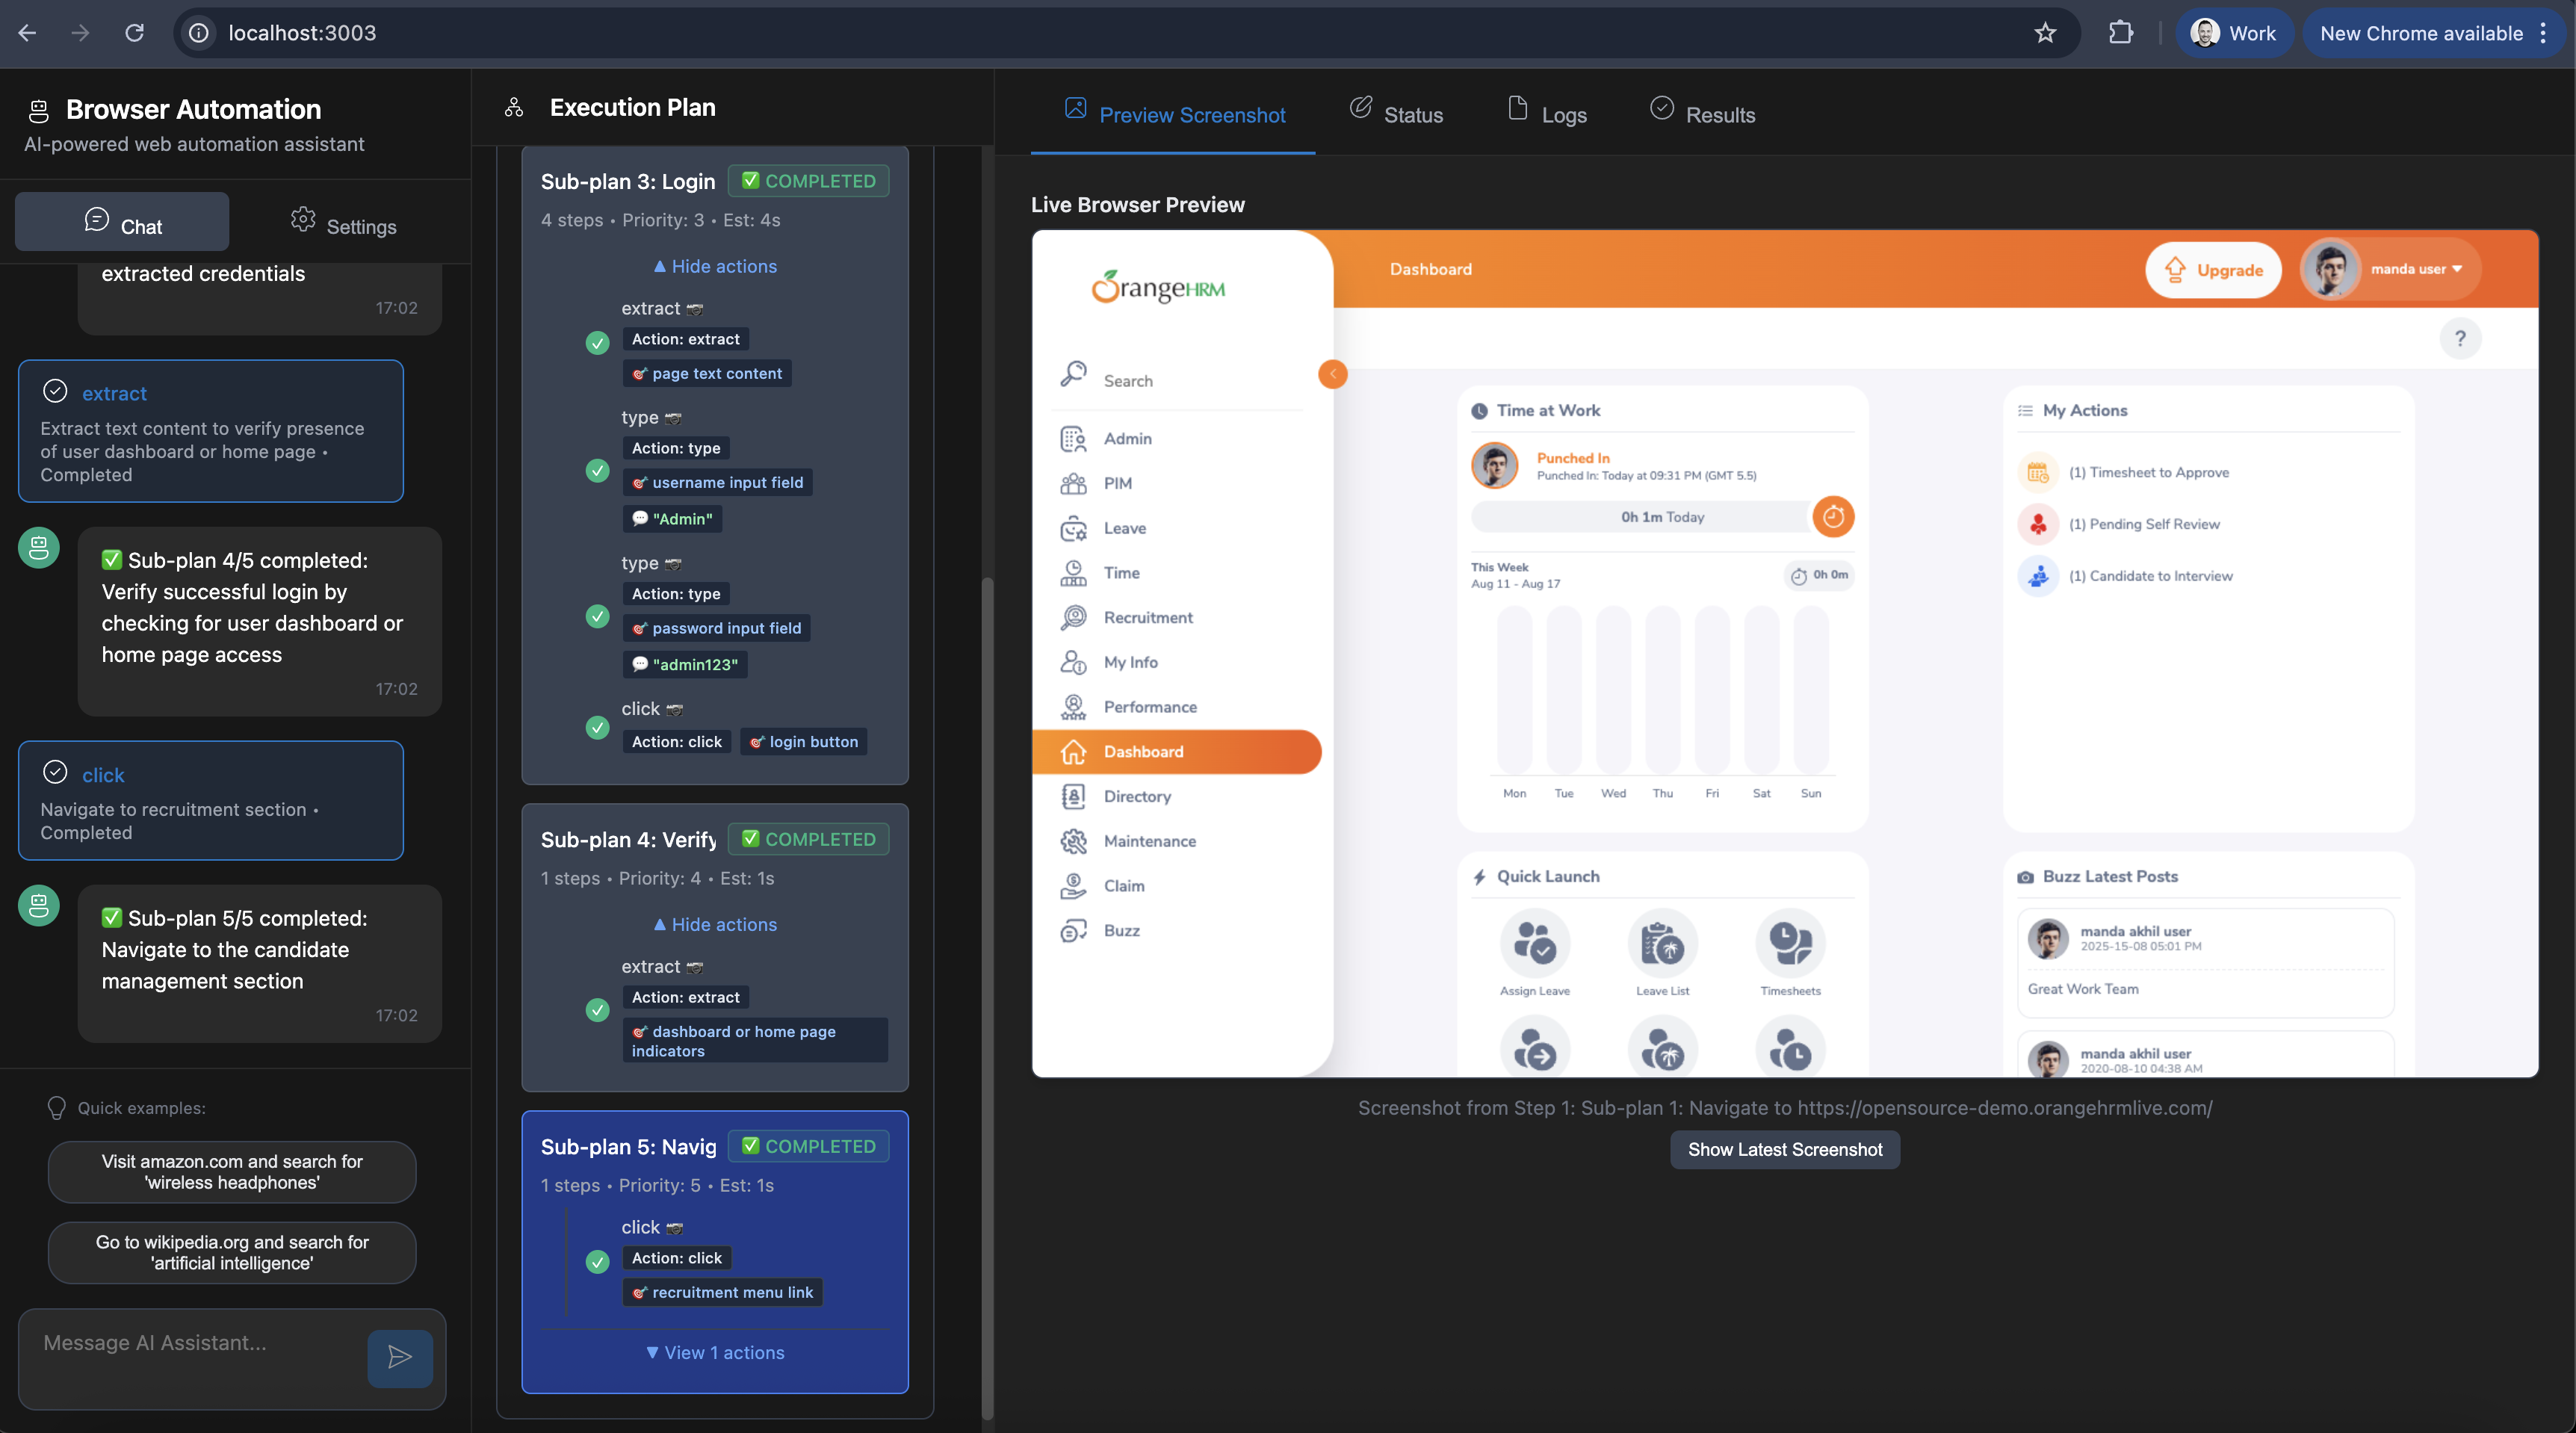 localhost:3003
Work
New Chrome available
Browser Automation
AI-powered web automation assistant
Chat
Settings
extracted credentials
17:02
extract
Extract text content to verify presence
of user dashboard or home page •
Completed
✅ Sub-plan 4/5 completed:
Verify successful login by
checking for user dashboard or
home page access
17:02
click
Navigate to recruitment section •
Completed
✅ Sub-plan 5/5 completed:
Navigate to the candidate
management section
17:02
Quick examples:
Visit amazon.com and search for
'wireless headphones'
Go to wikipedia.org and search for
'artificial intelligence'
Message AI Assistant...
Execution Plan
Sub-plan 3: Login
✅ COMPLETED
4 steps • Priority: 3 • Est: 4s
▲ Hide actions
extract
Action: extract
🎯 page text content
type
Action: type
🎯 username input field
💬 "Admin"
type
Action: type
🎯 password input field
💬 "admin123"
click
Action: click
🎯 login button
Sub-plan 4: Verify
✅ COMPLETED
1 steps • Priority: 4 • Est: 1s
▲ Hide actions
extract
Action: extract
🎯 dashboard or home page
indicators
Sub-plan 5: Navig
✅ COMPLETED
1 steps • Priority: 5 • Est: 1s
click
Action: click
🎯 recruitment menu link
▼ View 1 actions
Preview Screenshot
Status
Logs
Results
Live Browser Preview
OrangeHRM
Search
Admin
PIM
Leave
Time
Recruitment
My Info
Performance
Dashboard
Directory
Maintenance
Claim
Buzz
Dashboard
Upgrade
manda user
?
Time at Work
Punched In
Punched In: Today at 09:31 PM (GMT 5.5)
0h 1m Today
This Week
Aug 11 - Aug 17
0h 0m
Mon Tue Wed Thu Fri Sat Sun
My Actions
(1) Timesheet to Approve
(1) Pending Self Review
(1) Candidate to Interview
Quick Launch
Assign Leave
Leave List
Timesheets
Buzz Latest Posts
manda akhil user
2025-15-08 05:01 PM
Great Work Team
manda akhil user
2020-08-10 04:38 AM
Screenshot from Step 1: Sub-plan 1: Navigate to https://opensource-demo.orangehrmlive.com/
Show Latest Screenshot